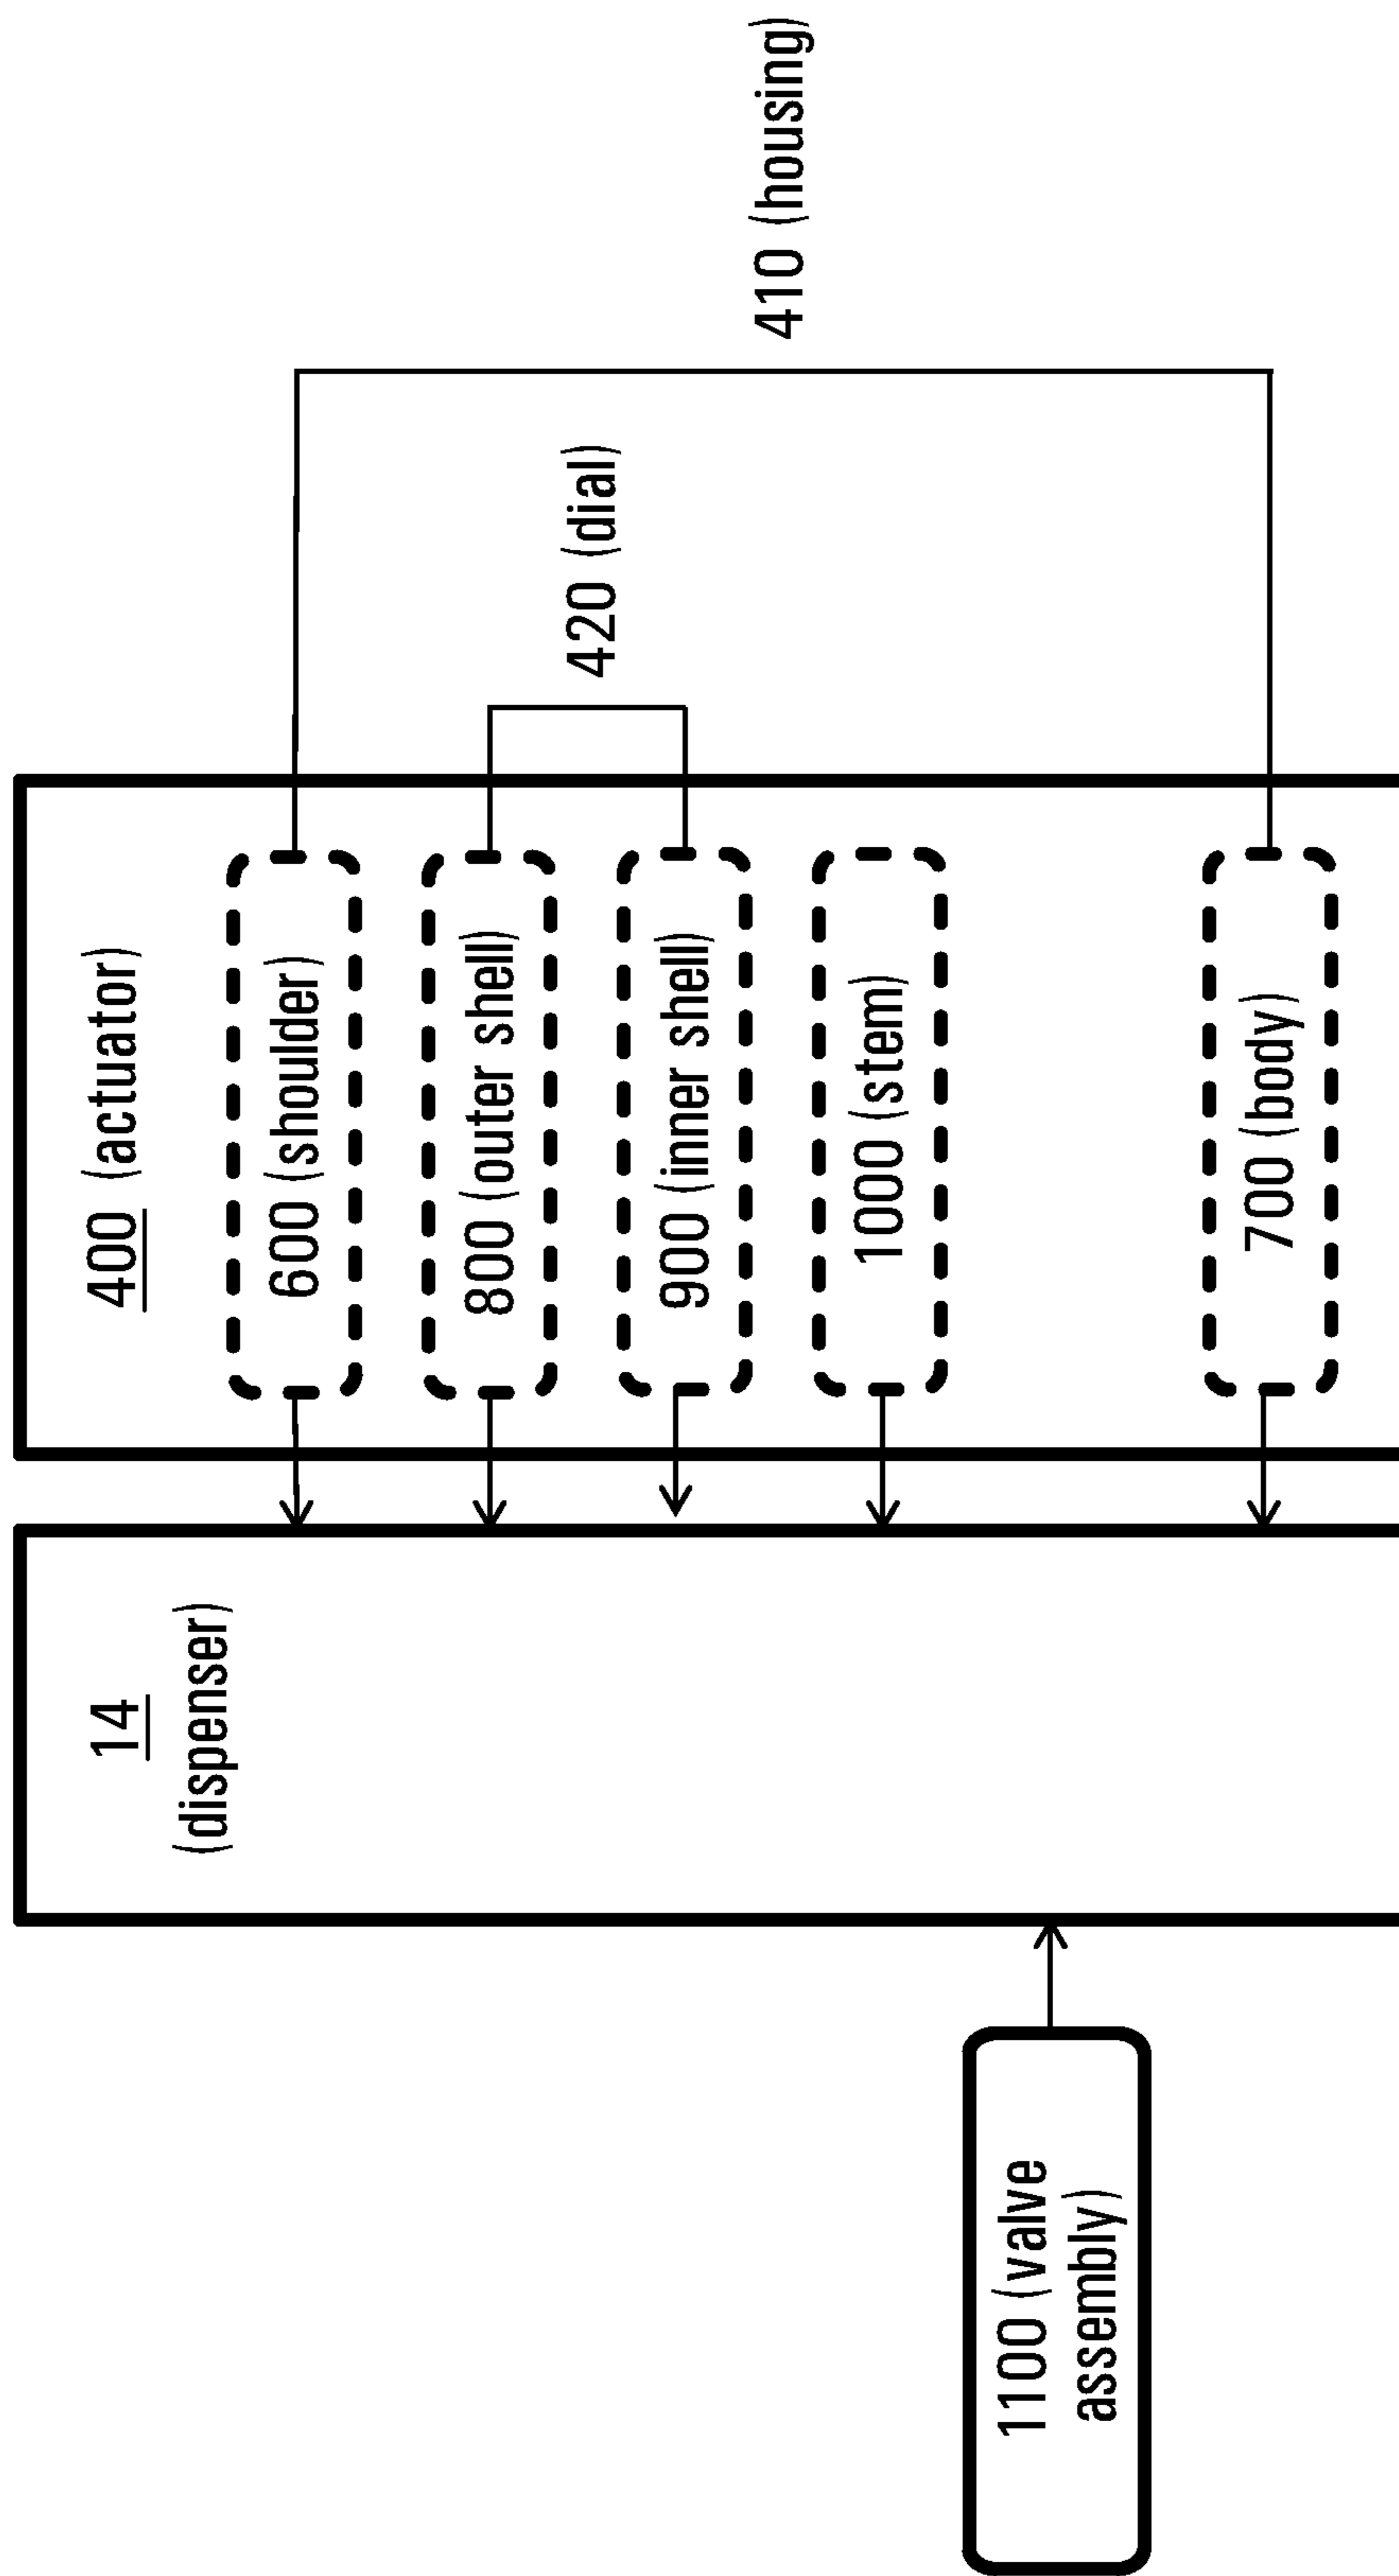 14
(dispenser)
400 (actuator)
600 (shoulder)
800 (outer shell)
420 (dial)
900 (inner shell)
410 (housing)
1000 (stem)
1100 (valve
assembly)
700 (body)